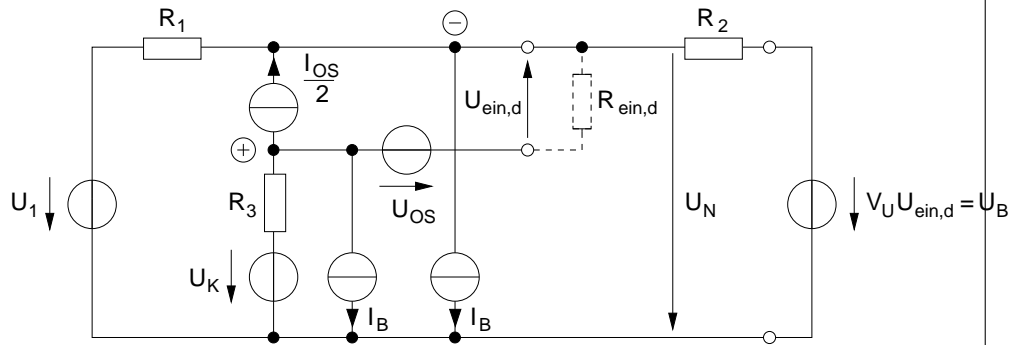 R1
R2
−
IOS
2
Uein,d
Rein,d
+
U1
R3
UOS
UN
VUUein,d = UB
UK
IB
IB